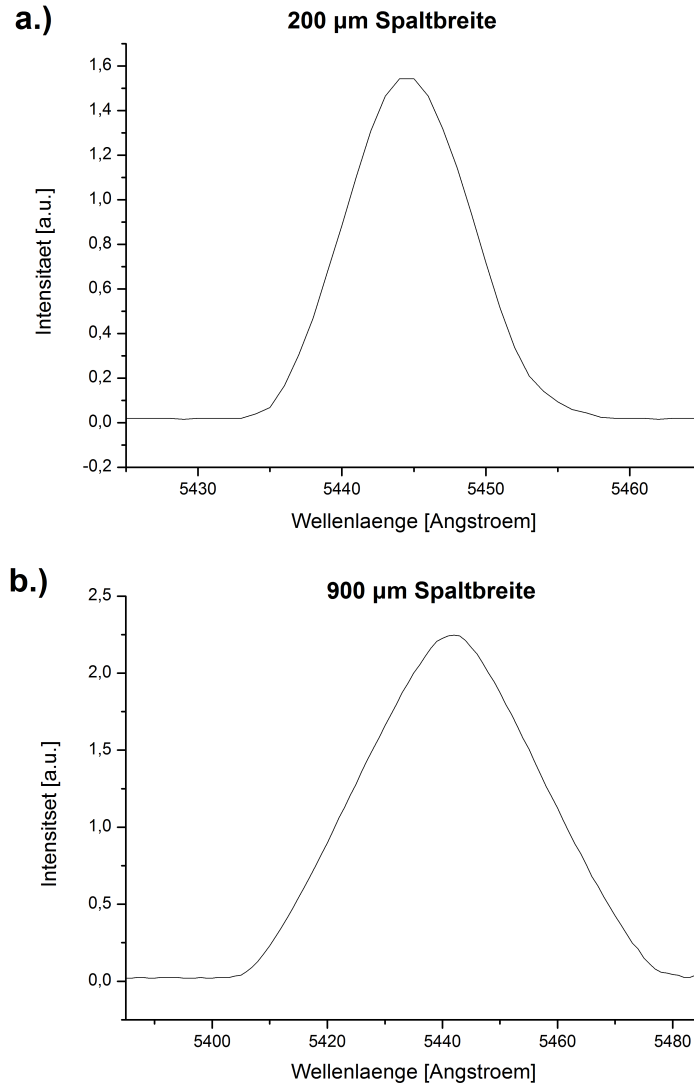 a.)
200 µm Spaltbreite
1,6
1,4
1,2
1,0
0,8
0,6
0,4
0,2
0,0
-0,2
Intensitaet [a.u.]
5430 5440 5450 5460
Wellenlaenge [Angstroem]
b.)
900 µm Spaltbreite
2,5
2,0
1,5
1,0
0,5
0,0
Intensitset [a.u.]
5400 5420 5440 5460 5480
Wellenlaenge [Angstroem]